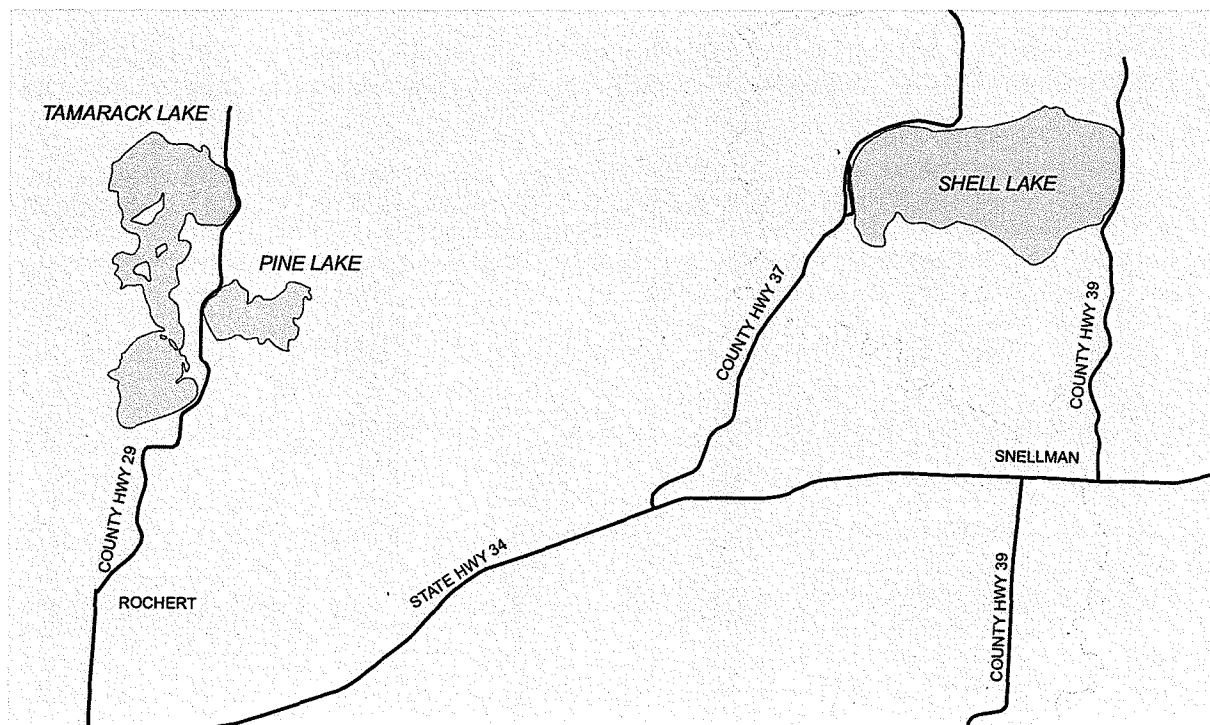 TAMARACK LAKE
PINE LAKE
SHELL LAKE
COUNTY HWY 37
COUNTY HWY 39
SNELLMAN
COUNTY HWY 29
STATE HWY 34
COUNTY HWY 39
ROCHERT